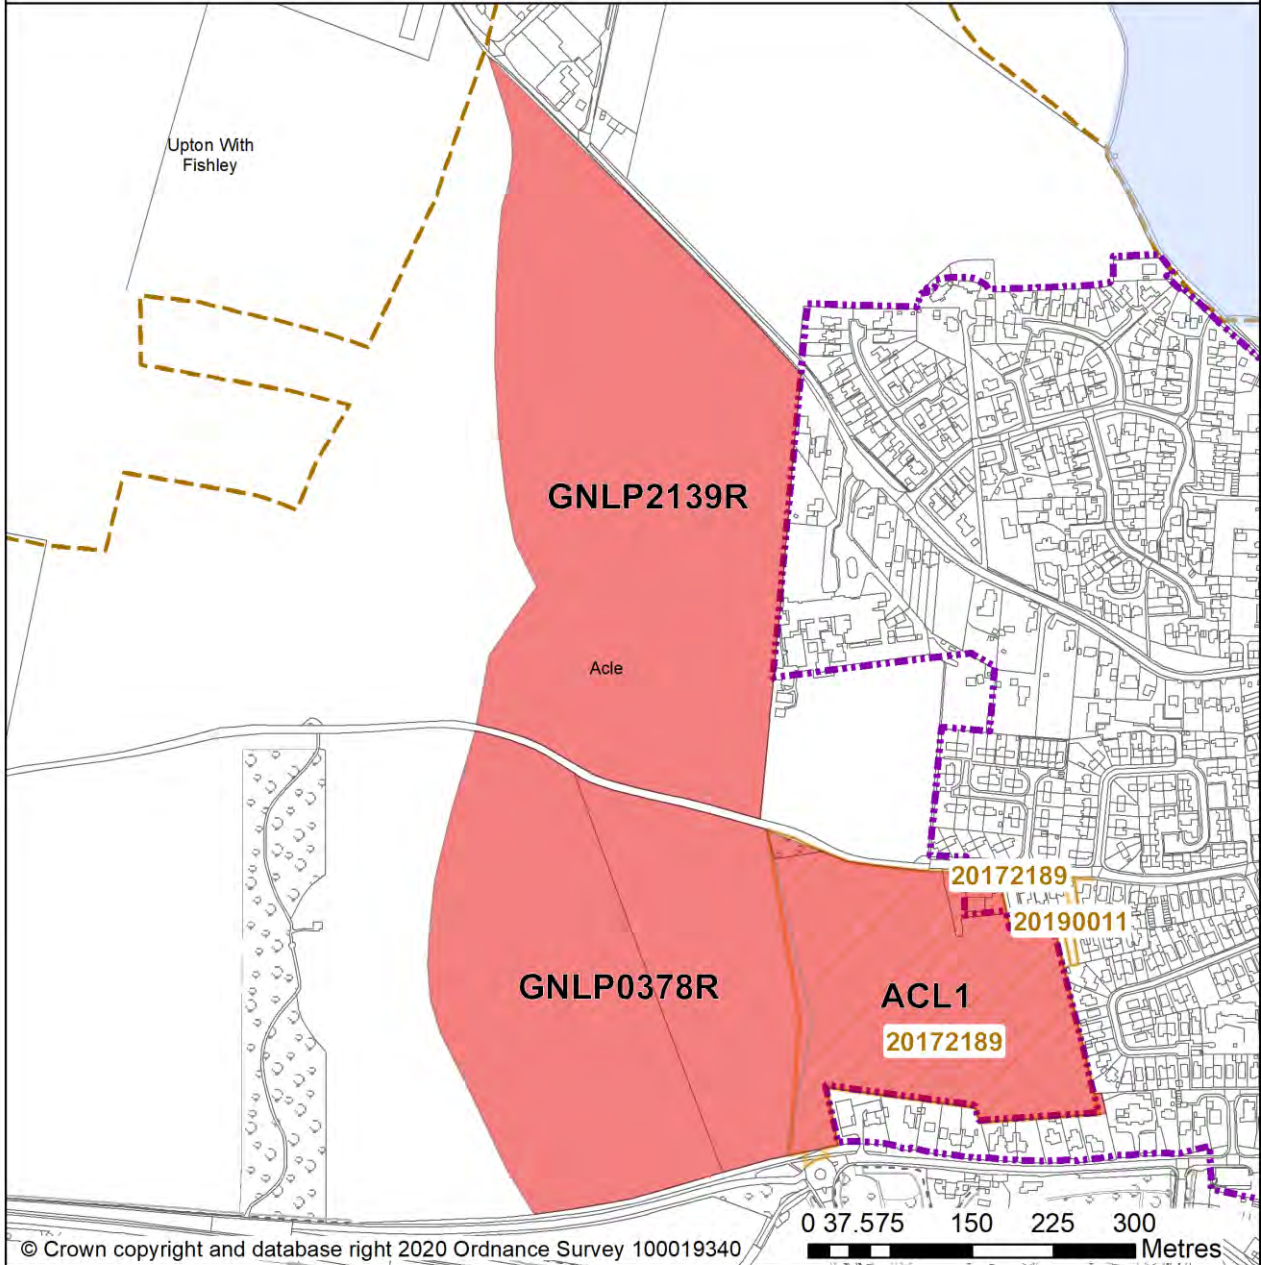 Upton With
Fishley
GNLP2139R
Acle
20172189
20190011
GNLP0378R
ACL1
20172189
0 37.575 150 225 300
Metres
© Crown copyright and database right 2020 Ordnance Survey 100019340